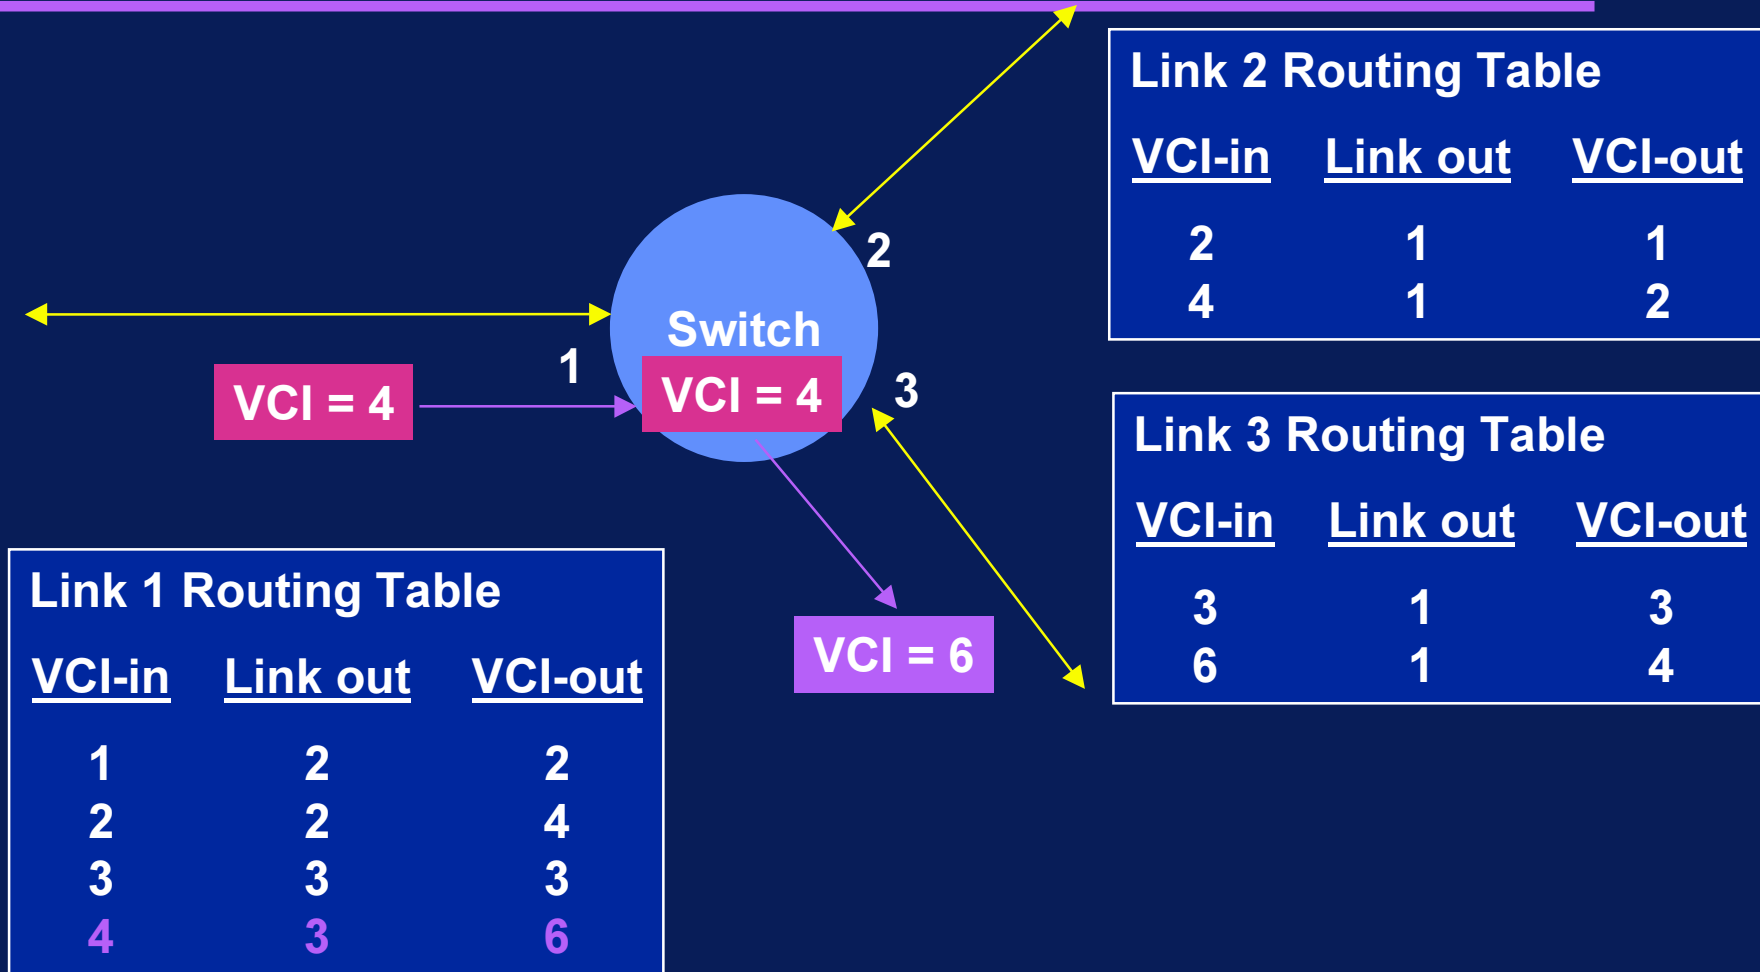 Link 2 Routing Table
VCI-in Link out VCI-out
2 1 1
4 1 2
2
Switch
1
VCI = 4
VCI = 4
3
Link 3 Routing Table
VCI-in Link out VCI-out
3 1 3
6 1 4
VCI = 6
Link 1 Routing Table
VCI-in Link out VCI-out
1 2 2
2 2 4
3 3 3
4 3 6